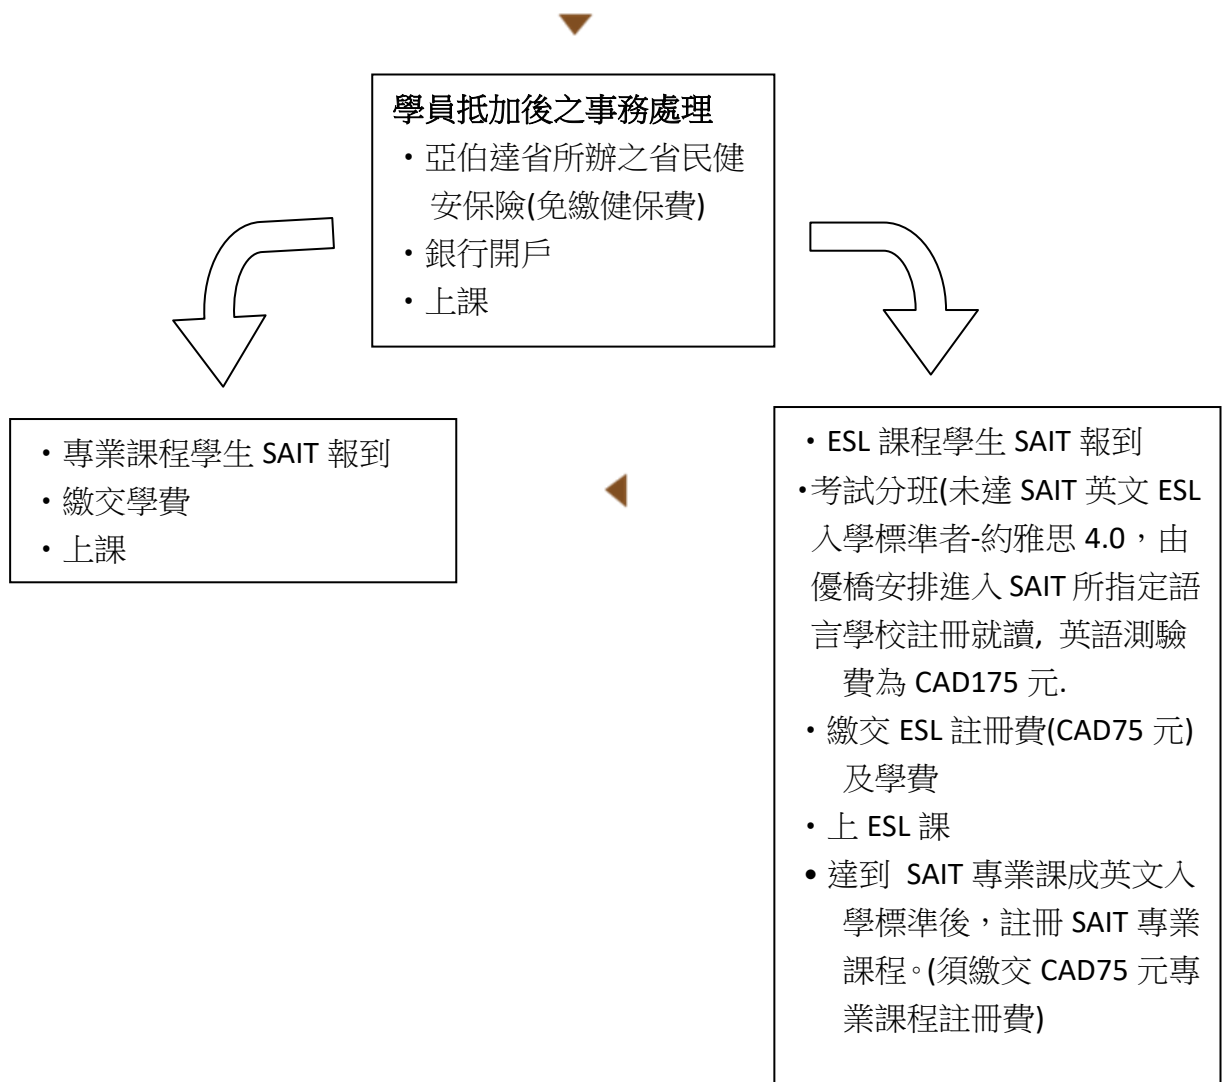 學員抵加後之事務處理
・亞伯達省所辦之省民健
安保險(免繳健保費)
・銀行開戶
・上課
・專業課程學生 SAIT 報到
・繳交學費
・上課
・ESL 課程學生 SAIT 報到
・考試分班(未達 SAIT 英文 ESL
入學標準者-約雅思 4.0，由
優橋安排進入 SAIT 所指定語
言學校註冊就讀, 英語測驗
費為 CAD175 元.
・繳交 ESL 註冊費(CAD75 元)
及學費
・上 ESL 課
• 達到 SAIT 專業課成英文入
學標準後，註冊 SAIT 專業
課程。(須繳交 CAD75 元專
業課程註冊費)